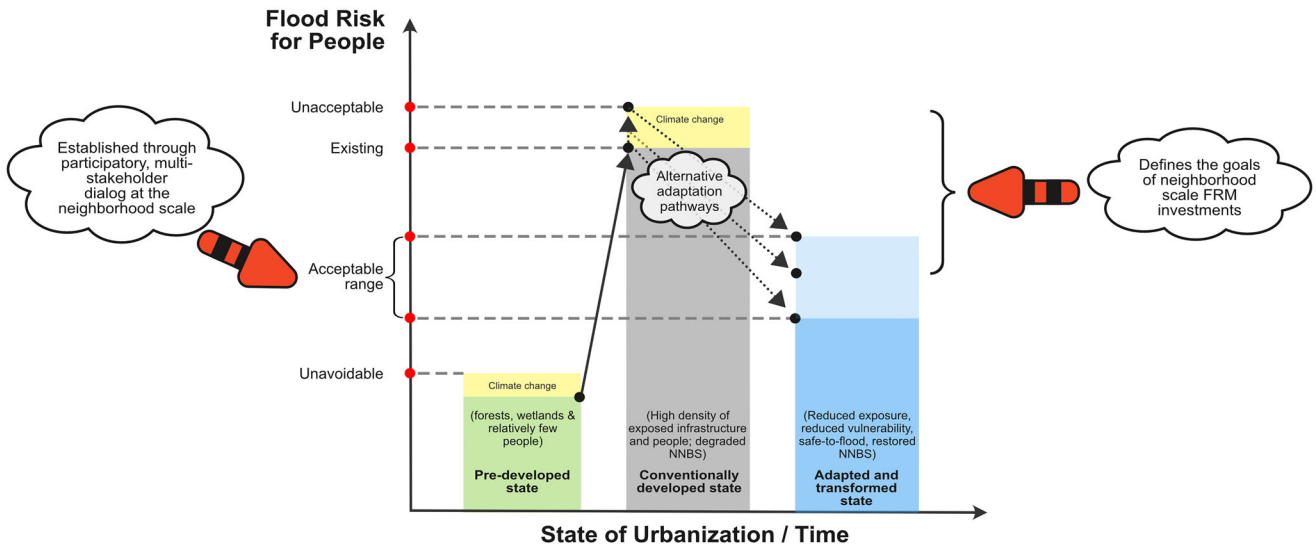 Flood Risk
for People
Unacceptable
Existing
Acceptable
range
Unavoidable
Established through
participatory, multi-
stakeholder
dialog at the
neighborhood scale
Climate change
Alternative
adaptation
pathways
Defines the goals
of neighborhood
scale FRM
investments
Climate change
(forests, wetlands &
relatively few
people)
Pre-developed
state
(High density of
exposed infrastructure
and people; degraded
NNBS)
Conventionally
developed state
(Reduced exposure,
reduced vulnerability,
safe-to-flood, restored
NNBS)
Adapted and
transformed
state
State of Urbanization / Time